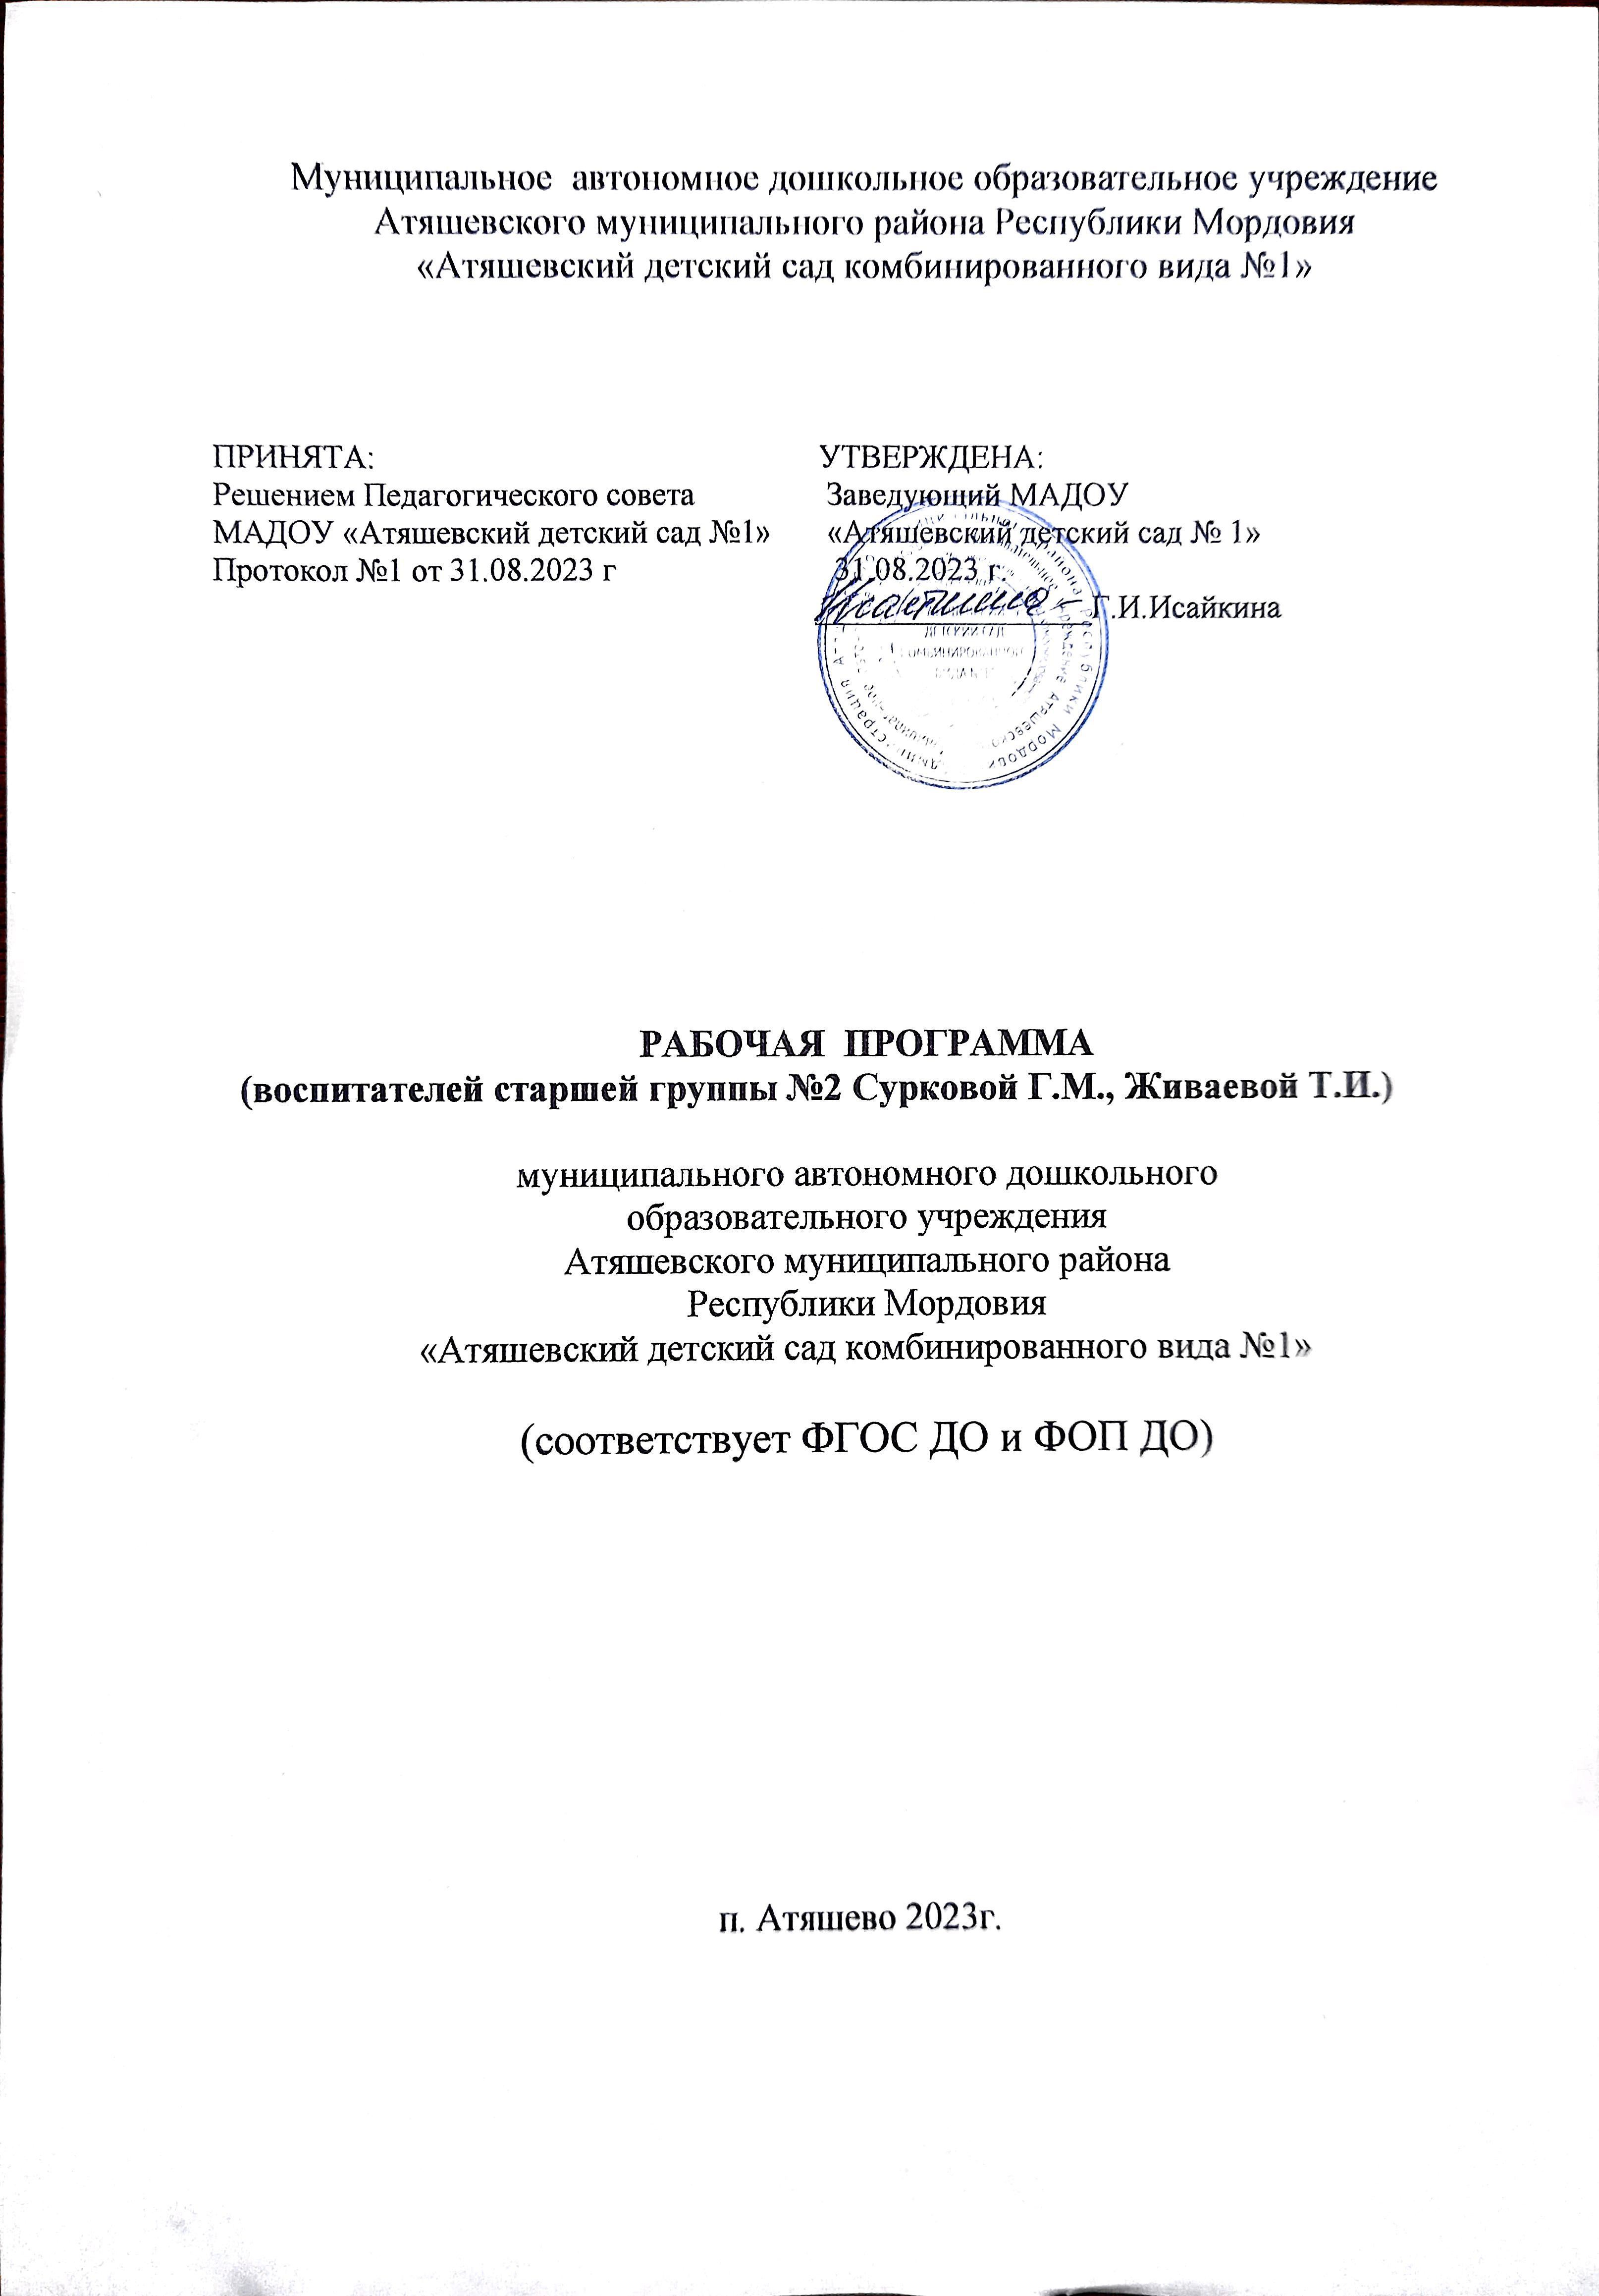 Муниципальное автономное дошкольное образовательное учреждение
Атяшевского муниципального района Республики Мордовия
«Атяшевский детский сад комбинированного вида №1»
ПРИНЯТА:
Решением Педагогического совета
МАДОУ «Атяшевский детский сад №1»
Протокол №1 от 31.08.2023 г
УТВЕРЖДЕНА:
Заведующий МАДОУ
«Атяшевский детский сад № 1»
31.08.2023 г.
Г.И.Исайкина
ДЕТСКИЙ САД
РАБОЧАЯ ПРОГРАММА
(воспитателей старшей группы №2 Сурковой Г.М., Живаевой Т.И.)
муниципального автономного дошкольного
образовательного учреждения
Атяшевского муниципального района
Республики Мордовия
«Атяшевский детский сад комбинированного вида №1»
(соответствует ФГОС ДО и ФОП ДО)
п. Атяшево 2023г.